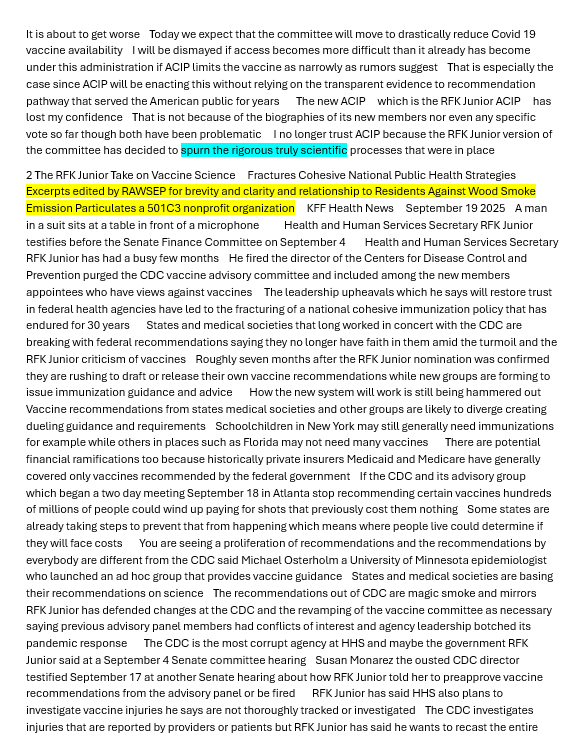 It is about to get worse    Today we expect that the committee will move to drastically reduce Covid 19
vaccine availability    I will be dismayed if access becomes more difficult than it already has become
under this administration if ACIP limits the vaccine as narrowly as rumors suggest    That is especially the
case since ACIP will be enacting this without relying on the transparent evidence to recommendation
pathway that served the American public for years    The new ACIP    which is the RFK Junior ACIP    has
lost my confidence    That is not because of the biographies of its new members nor even any specific
vote so far though both have been problematic    I no longer trust ACIP because the RFK Junior version of
the committee has decided to spurn the rigorous truly scientific processes that were in place
2 The RFK Junior Take on Vaccine Science    Fractures Cohesive National Public Health Strategies
Excerpts edited by RAWSEP for brevity and clarity and relationship to Residents Against Wood Smoke
Emission Particulates a 501C3 nonprofit organization    KFF Health News    September 19 2025    A man
in a suit sits at a table in front of a microphone    Health and Human Services Secretary RFK Junior
testifies before the Senate Finance Committee on September 4    Health and Human Services Secretary
RFK Junior has had a busy few months    He fired the director of the Centers for Disease Control and
Prevention purged the CDC vaccine advisory committee and included among the new members
appointees who have views against vaccines    The leadership upheavals which he says will restore trust
in federal health agencies have led to the fracturing of a national cohesive immunization policy that has
endured for 30 years    States and medical societies that long worked in concert with the CDC are
breaking with federal recommendations saying they no longer have faith in them amid the turmoil and the
RFK Junior criticism of vaccines    Roughly seven months after the RFK Junior nomination was confirmed
they are rushing to draft or release their own vaccine recommendations while new groups are forming to
issue immunization guidance and advice    How the new system will work is still being hammered out
Vaccine recommendations from states medical societies and other groups are likely to diverge creating
dueling guidance and requirements    Schoolchildren in New York may still generally need immunizations
for example while others in places such as Florida may not need many vaccines    There are potential
financial ramifications too because historically private insurers Medicaid and Medicare have generally
covered only vaccines recommended by the federal government    If the CDC and its advisory group
which began a two day meeting September 18 in Atlanta stop recommending certain vaccines hundreds
of millions of people could wind up paying for shots that previously cost them nothing    Some states are
already taking steps to prevent that from happening which means where people live could determine if
they will face costs    You are seeing a proliferation of recommendations and the recommendations by
everybody are different from the CDC said Michael Osterholm a University of Minnesota epidemiologist
who launched an ad hoc group that provides vaccine guidance    States and medical societies are basing
their recommendations on science    The recommendations out of CDC are magic smoke and mirrors
RFK Junior has defended changes at the CDC and the revamping of the vaccine committee as necessary
saying previous advisory panel members had conflicts of interest and agency leadership botched its
pandemic response    The CDC is the most corrupt agency at HHS and maybe the government RFK
Junior said at a September 4 Senate committee hearing    Susan Monarez the ousted CDC director
testified September 17 at another Senate hearing about how RFK Junior told her to preapprove vaccine
recommendations from the advisory panel or be fired    RFK Junior has said HHS also plans to
investigate vaccine injuries he says are not thoroughly tracked or investigated    The CDC investigates
injuries that are reported by providers or patients but RFK Junior has said he wants to recast the entire